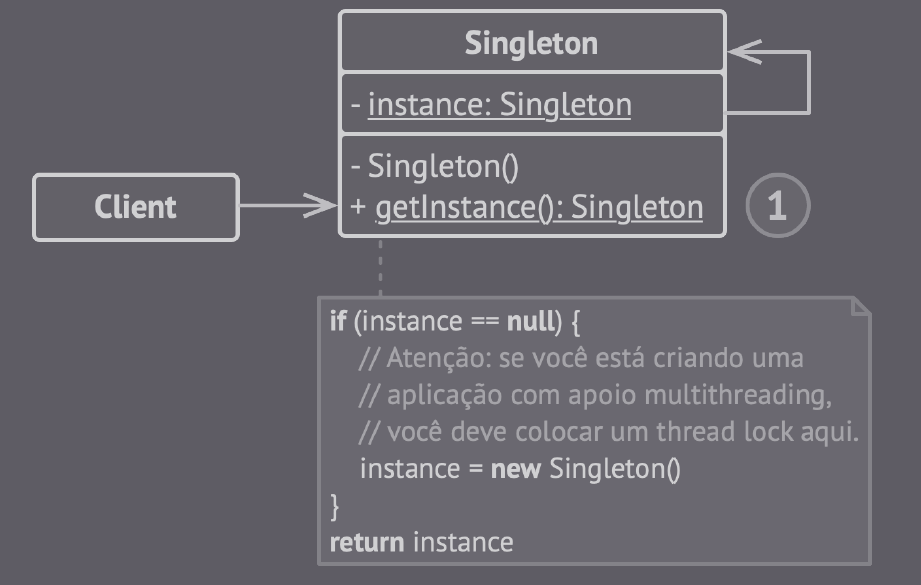 Singleton
- instance: Singleton
- Singleton()
+ getInstance(): Singleton
Client
1
if (instance == null) {
// Atenção: se você está criando uma
// aplicação com apoio multithreading,
// você deve colocar um thread lock aqui.
instance = new Singleton()
}
return instance